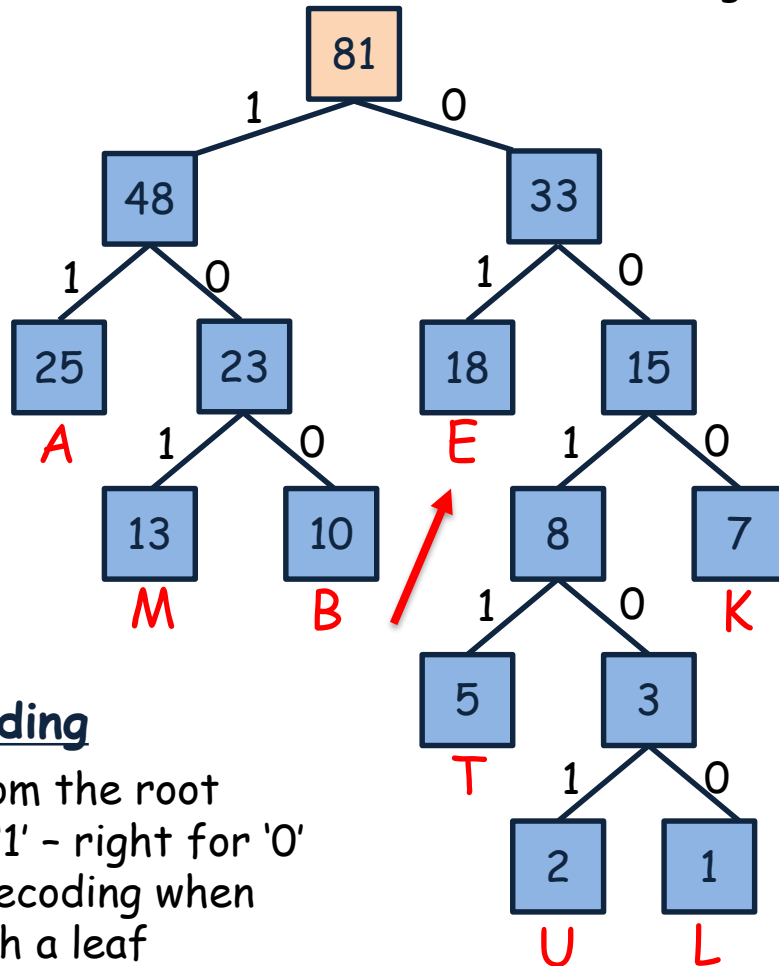 81
1 0
48 33
1 0 1 0
25 23 18 15
A E
1 0 1 0
13 10 8 7
M B K
1 0
5 3
T
1 0
2 1
U L
ding
om the root
‘1’ – right for ‘0’
ecoding when
h a leaf